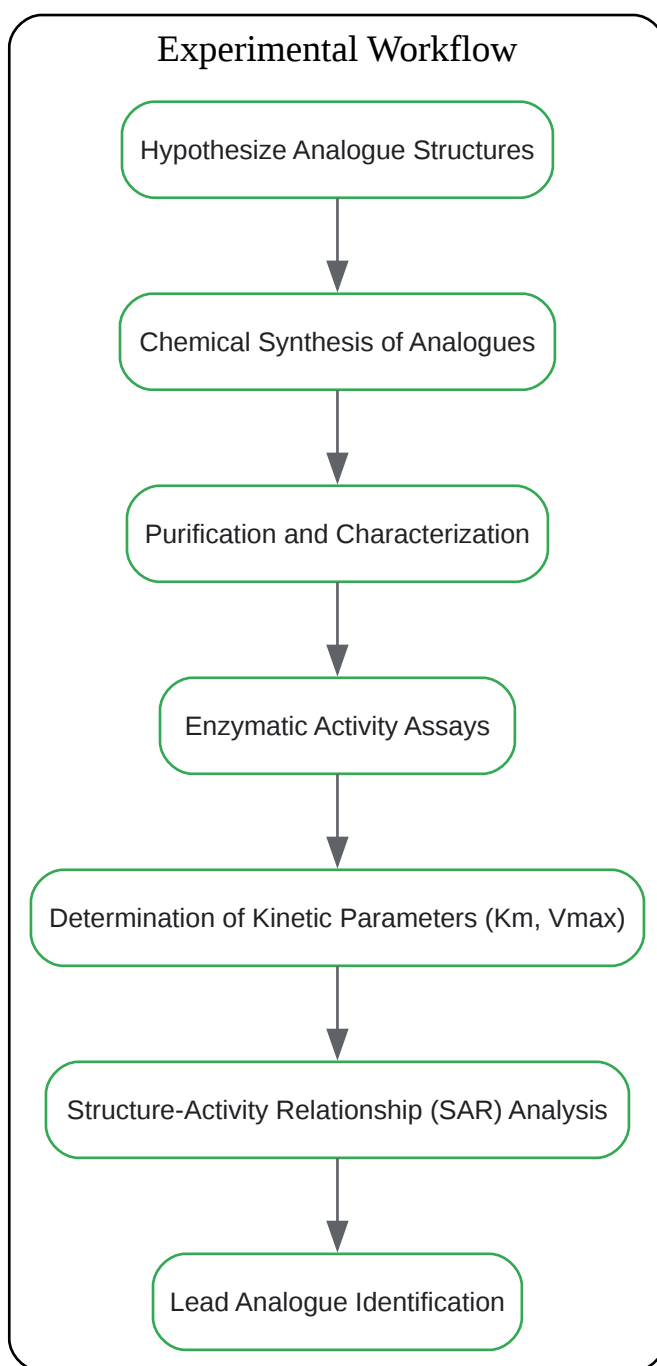 Experimental Workflow
Hypothesize Analogue Structures
Chemical Synthesis of Analogues
Purification and Characterization
Enzymatic Activity Assays
Determination of Kinetic Parameters (Km, Vmax)
Structure-Activity Relationship (SAR) Analysis
Lead Analogue Identification